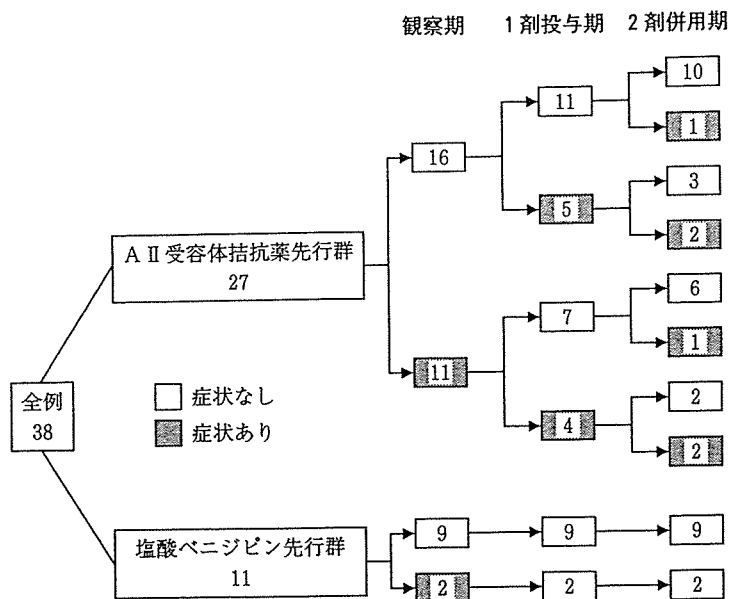 観察期 1剤投与期 2剤併用期
10
11
1
16
3
5
2
AⅡ受容体拮抗薬先行群
27
6
7
1
11
2
4
2
全例
38
症状なし
症状あり
塩酸ベニジピン先行群
11
9 9 9
2 2 2